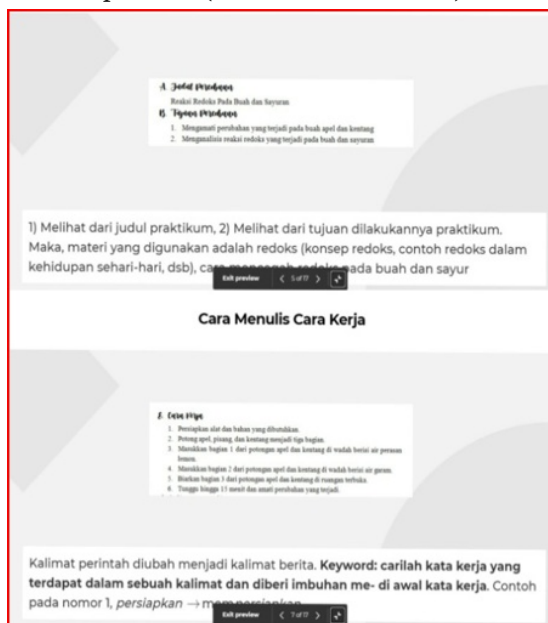 A. Judul Percobaan
Reaksi Redoks Pada Buah dan Sayuran
B. Tujuan Percobaan
1. Mengamati perubahan yang terjadi pada buah apel dan kentang
2. Menganalisis reaksi redoks yang terjadi pada buah dan sayuran
1) Melihat dari judul praktikum, 2) Melihat dari tujuan dilakukannya praktikum.
Maka, materi yang digunakan adalah redoks (konsep redoks, contoh redoks dalam
kehidupan sehari-hari, dsb), pada buah dan sayur
Exit preview < 5 of 17 >
Cara Menulis Cara Kerja
Cara Kerja
1. Persiapkan alat dan bahan yang dibutuhkan.
2. Potong apel, pisang, dan kentang menjadi tiga bagian.
3. Masukkan bagian 1 dari potongan apel dan kentang di wadah berisi air perasan
lemon.
4. Masukkan bagian 2 dari potongan apel dan kentang di wadah berisi air garam.
5. Biarkan bagian 3 dari potongan apel dan kentang di ruangan terbuka.
6. Tunggu hingga 15 menit dan amati perubahan yang terjadi.
Kalimat perintah diubah menjadi kalimat berita. Keyword: carilah kata kerja yang
terdapat dalam sebuah kalimat dan diberi imbuhan me- di awal kata kerja. Contoh
pada nomor 1, persiapkan →
Exit preview < 7 of 17 >